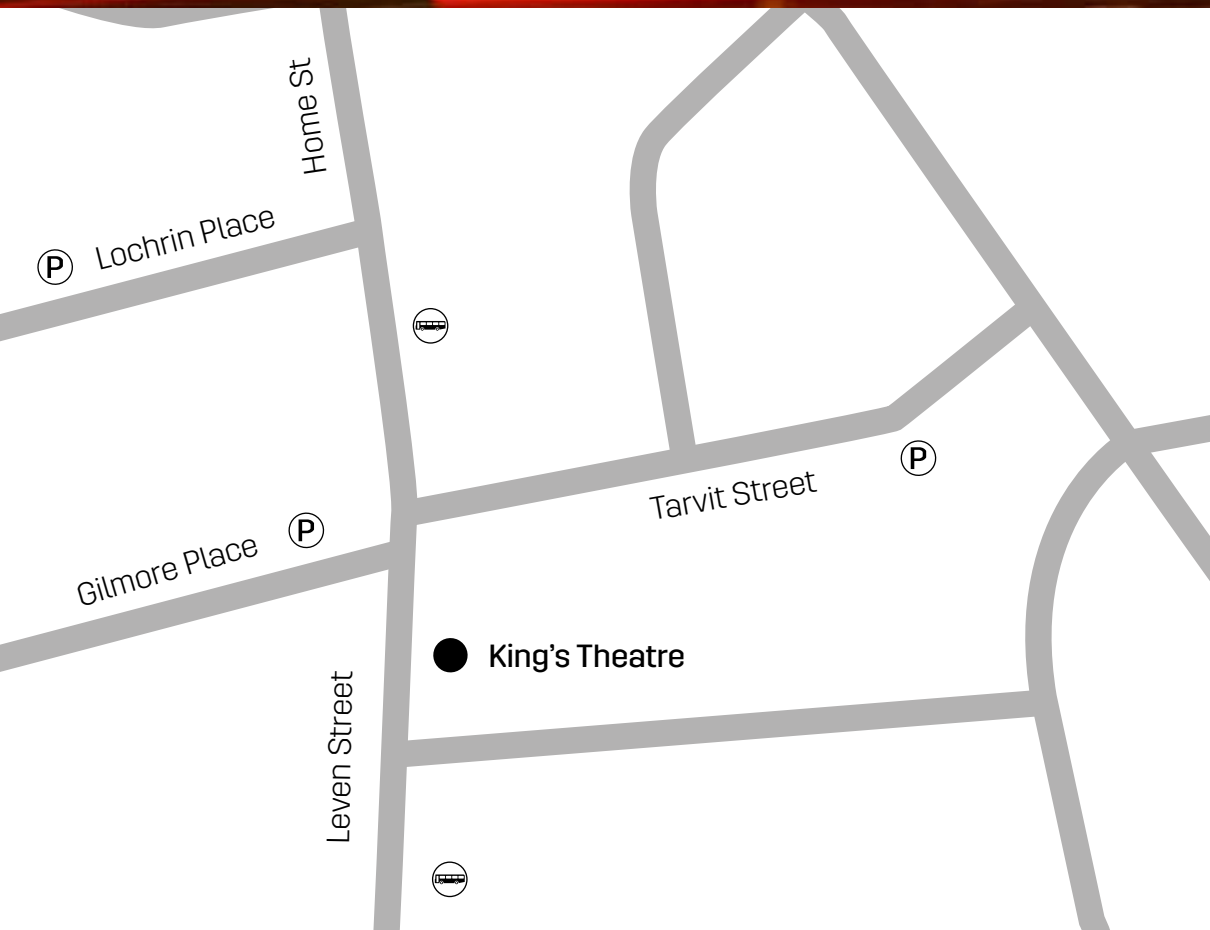 Home St
Lochrin Place
P
P
Tarvit Street
P
Gilmore Place
King's Theatre
Leven Street